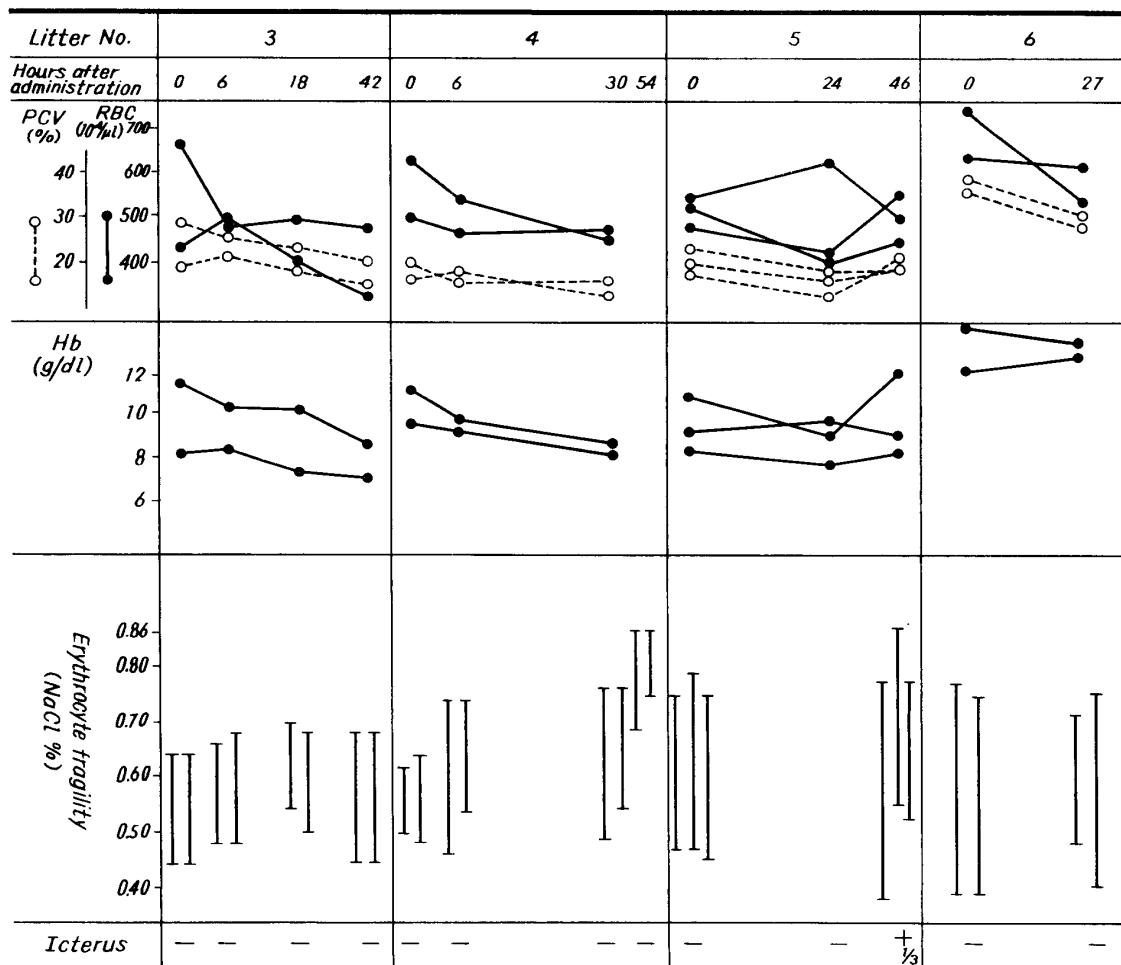 Litter No. 3 4 5 6
Hours after administration 0 6 18 42 0 6 30 54 0 24 46 0 27
PCV (%) RBC (10⁴/μl) 700
40 600
30 500
20 400
Hb (g/dl)
12
10
8
6
Erythrocyte fragility (NaCl %)
0.86
0.80
0.70
0.60
0.50
0.40
Icterus — — — — — — — — — — + 1/3 — —